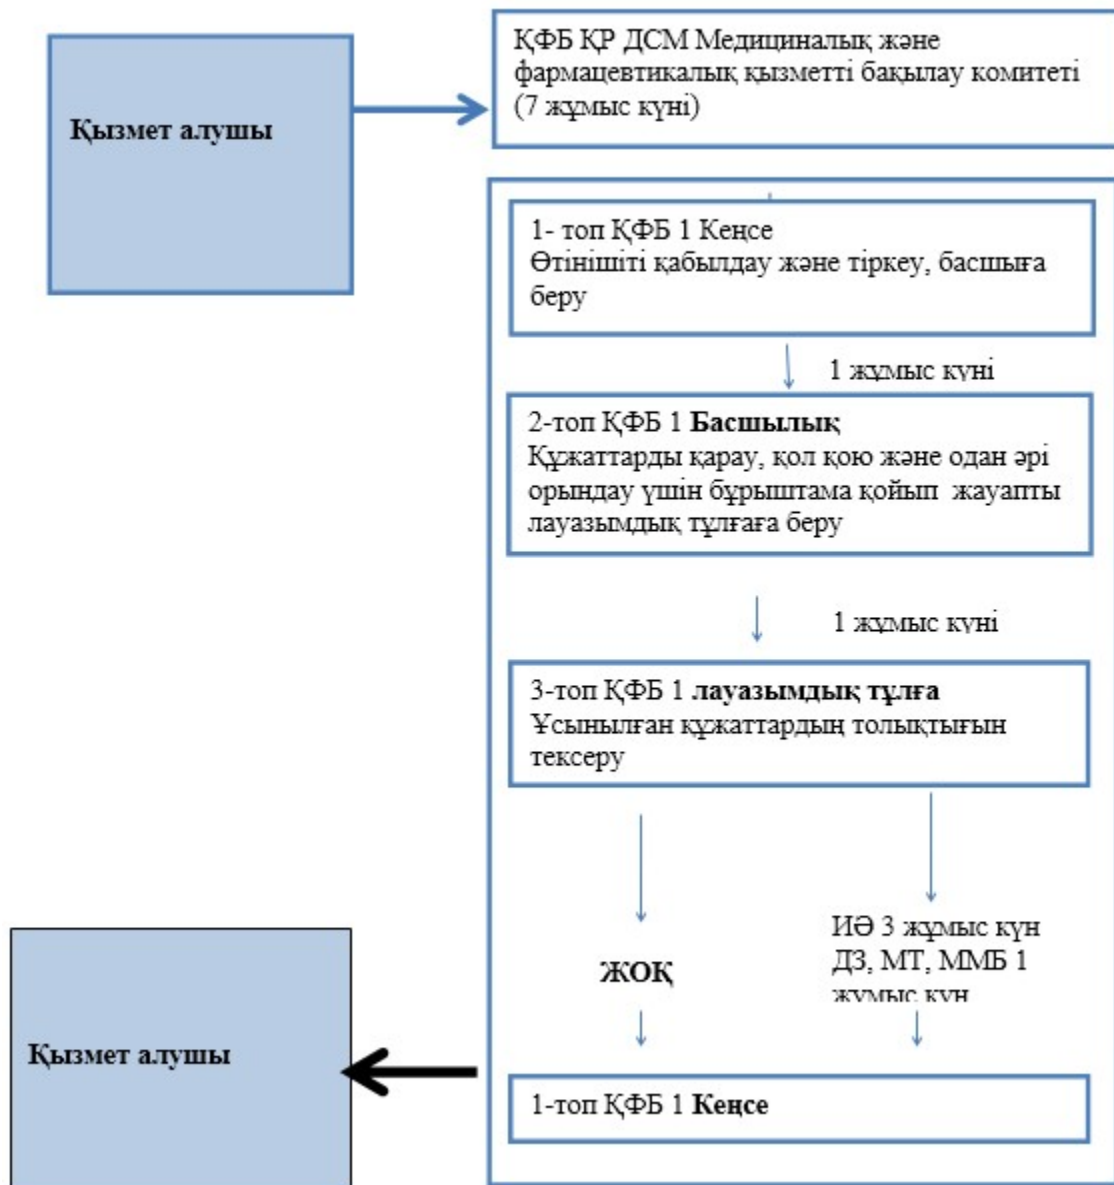 Қызмет алушы
ҚФБ ҚР ДСМ Медициналық және
фармацевтикалық қызметті бақылау комитеті
(7 жұмыс күні)
1- топ ҚФБ 1 Кеңсе
Өтінішіті қабылдау және тіркеу, басшыға
беру
1 жұмыс күні
2-топ ҚФБ 1 Басшылық
Құжаттарды қарау, қол қою және одан әрі
орындау үшін бұрыштама қойып жауапты
лауазымдық тұлғаға беру
1 жұмыс күні
3-топ ҚФБ 1 лауазымдық тұлға
Ұсынылған құжаттардың толықтығын
тексеру
ЖОҚ
ИӘ 3 жұмыс күн
ДЗ, МТ, ММБ 1
жұмыс күн
Қызмет алушы
1-топ ҚФБ 1 Кеңсе